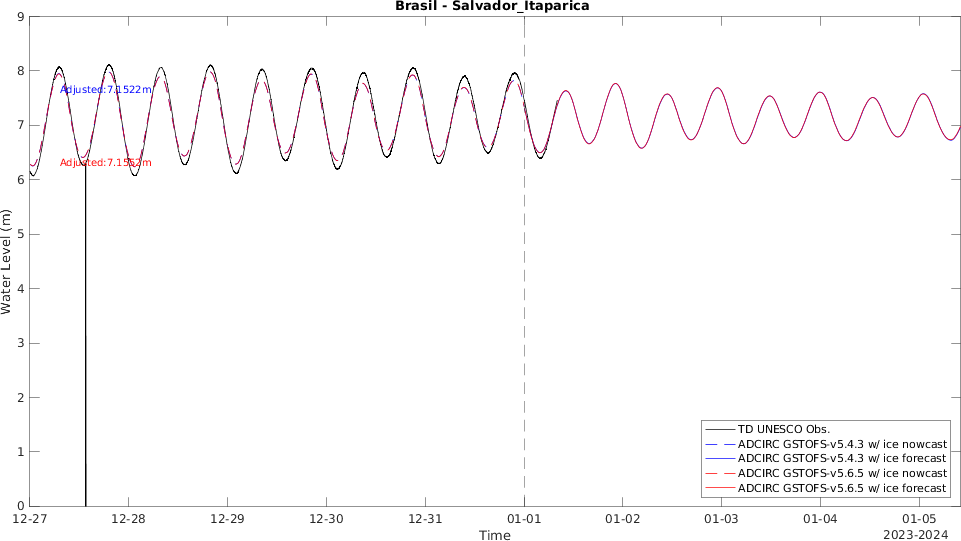 Brasil - Salvador_Itaparica
9
8
7
6
5
4
3
2
1
0
Water Level (m)
Adjusted:7.1522m
Adjusted:7.1552m
TD UNESCO Obs.
ADCIRC GSTOFS-v5.4.3 w/ ice nowcast
ADCIRC GSTOFS-v5.4.3 w/ ice forecast
ADCIRC GSTOFS-v5.6.5 w/ ice nowcast
ADCIRC GSTOFS-v5.6.5 w/ ice forecast
12-27 12-28 12-29 12-30 12-31 01-01 01-02 01-03 01-04 01-05
Time
2023-2024